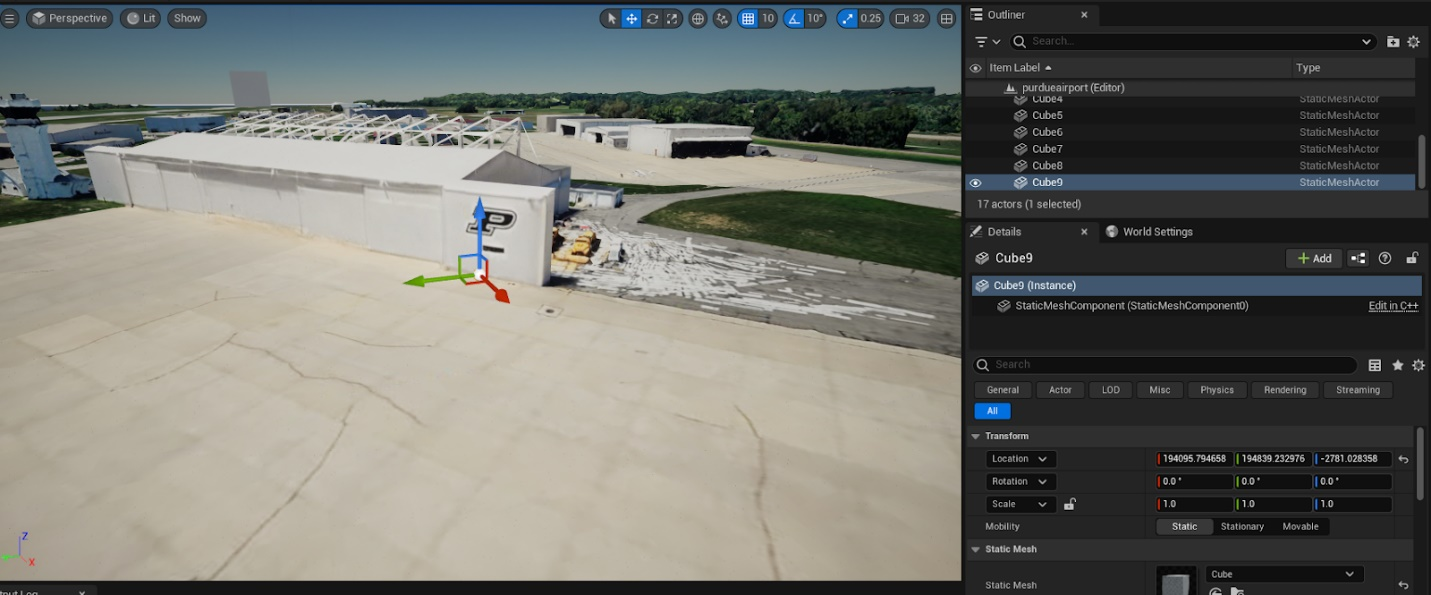 Perspective Lit Show 10 10° 0.25 32
Outliner
Search...
Item Label Type
purdueairport (Editor)
Cube4 StaticMeshActor
Cube5 StaticMeshActor
Cube6 StaticMeshActor
Cube7 StaticMeshActor
Cube8 StaticMeshActor
Cube9 StaticMeshActor
17 actors (1 selected)
Details World Settings
Cube9 + Add
Cube9 (Instance)
StaticMeshComponent (StaticMeshComponent0) Edit in C++
Search
General Actor LOD Misc Physics Rendering Streaming
All
Transform
Location 194095.794658 194839.232976 -2781.028358
Rotation 0.0 ° 0.0 ° 0.0 °
Scale 1.0 1.0 1.0
Mobility Static Stationary Movable
Static Mesh
Static Mesh Cube
P
Z
X
tput Log